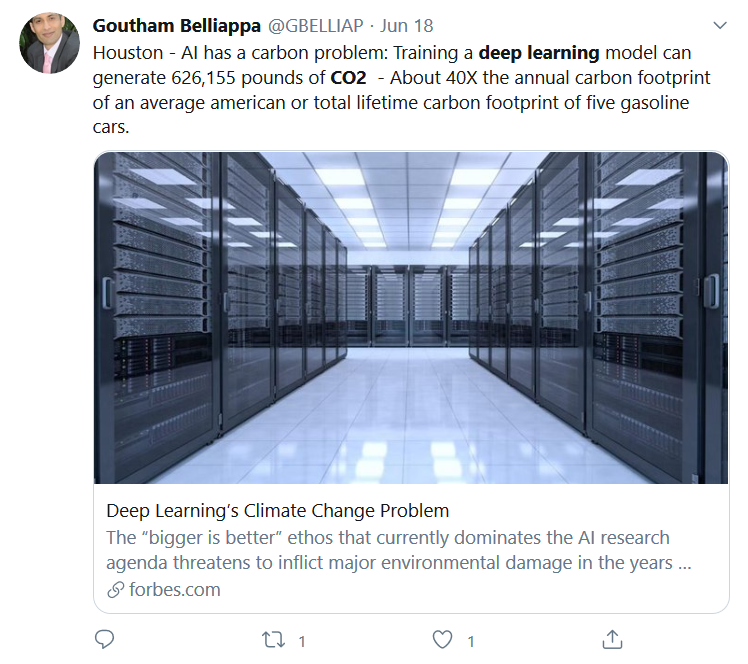 Goutham Belliappa @GBELLIAP · Jun 18
Houston - AI has a carbon problem: Training a deep learning model can
generate 626,155 pounds of CO2 - About 40X the annual carbon footprint
of an average american or total lifetime carbon footprint of five gasoline
cars.
Deep Learning's Climate Change Problem
The “bigger is better” ethos that currently dominates the AI research
agenda threatens to inflict major environmental damage in the years ...
forbes.com
1
1